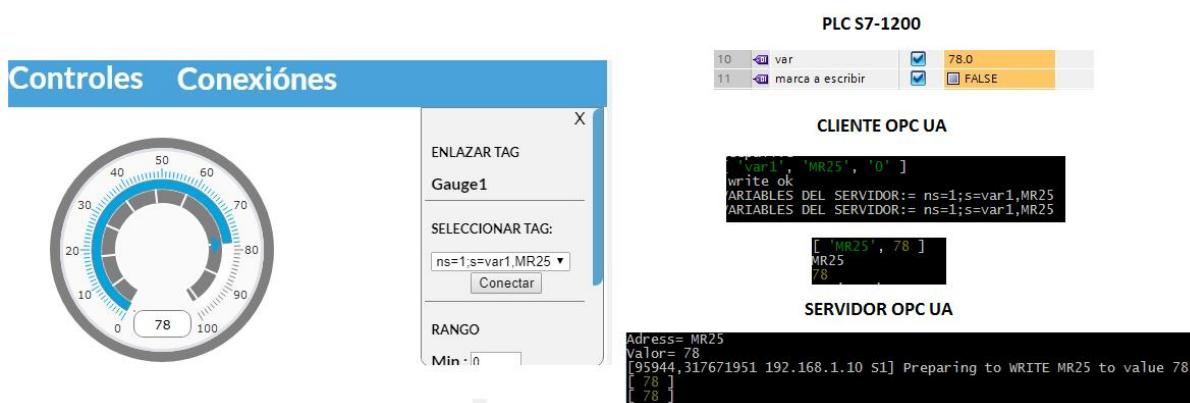 Controles Conexiónes
X
ENLAZAR TAG
Gauge1
SELECCIONAR TAG:
ns=1;s=var1,MR25 ▼
Conectar
RANGO
Min : 0
0
10
20
30
40
50
60
70
80
90
100
78
PLC S7-1200
10 var 78.0
11 marca a escribir FALSE
CLIENTE OPC UA
[ 'var1', 'MR25', '0' ]
write ok
VARIABLES DEL SERVIDOR:= ns=1;s=var1,MR25
VARIABLES DEL SERVIDOR:= ns=1;s=var1,MR25
[ 'MR25', 78 ]
MR25
78
SERVIDOR OPC UA
Adress= MR25
Valor= 78
[95944,317671951 192.168.1.10 S1] Preparing to WRITE MR25 to value 78
[ 78 ]
[ 78 ]